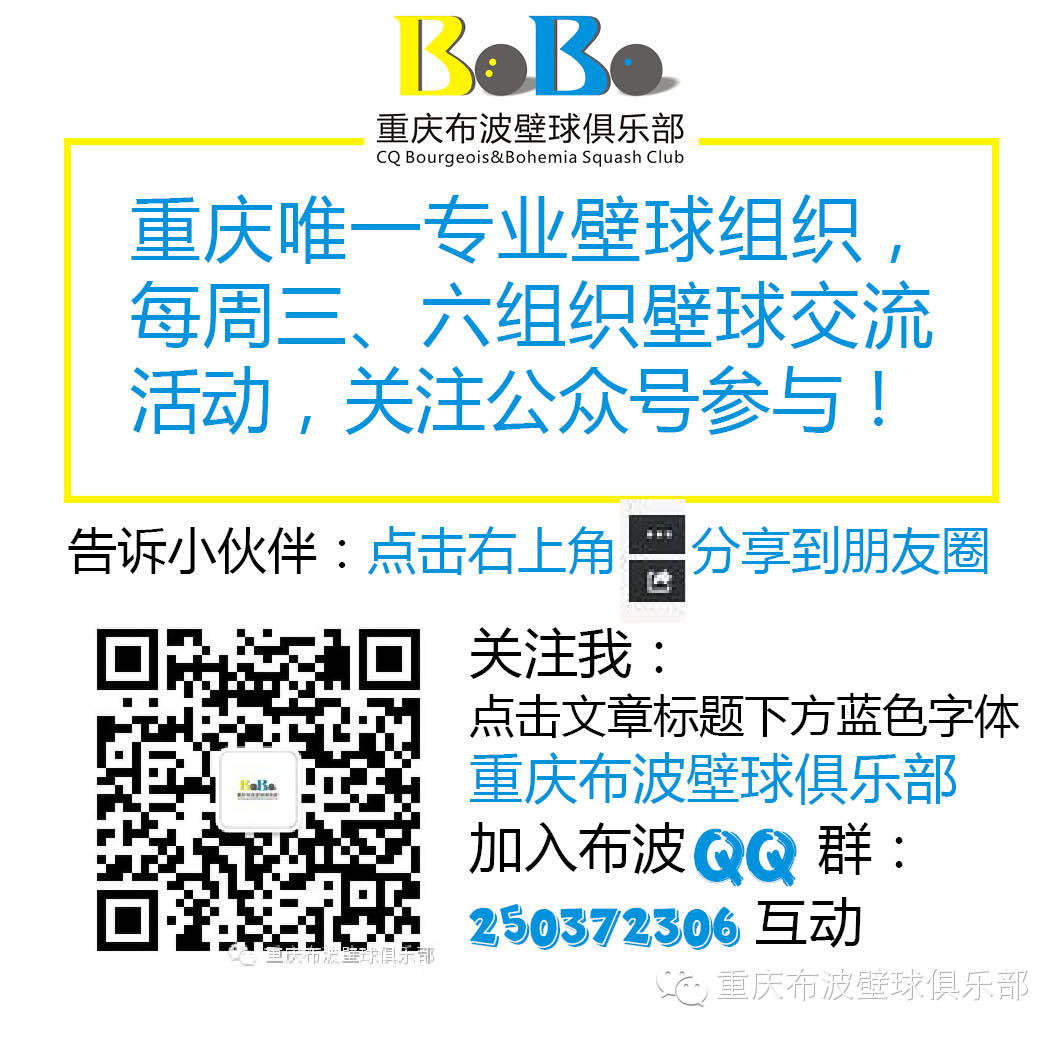 BoBo
重庆布波壁球俱乐部
CQ Bourgeois&Bohemia Squash Club
重庆唯一专业壁球组织，
每周三、六组织壁球交流
活动，关注公众号参与！
告诉小伙伴：点击右上角 分享到朋友圈
关注我：
点击文章标题下方蓝色字体
重庆布波壁球俱乐部
加入布波QQ 群：
250372306 互动
BoBo
重庆布波壁球俱乐部
重庆布波壁球俱乐部